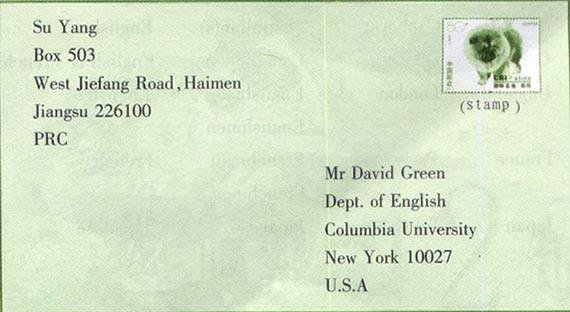 Su Yang
Box 503
West Jiefang Road,Haimen
Jiangsu 226100
PRC
(stamp)
Mr David Green
Dept. of English
Columbia University
New York 10027
U.S.A